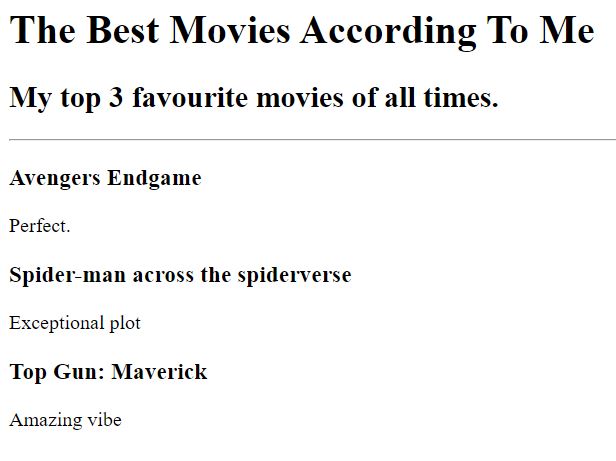 The Best Movies According To Me
My top 3 favourite movies of all times.
Avengers Endgame
Perfect.
Spider-man across the spiderverse
Exceptional plot
Top Gun: Maverick
Amazing vibe